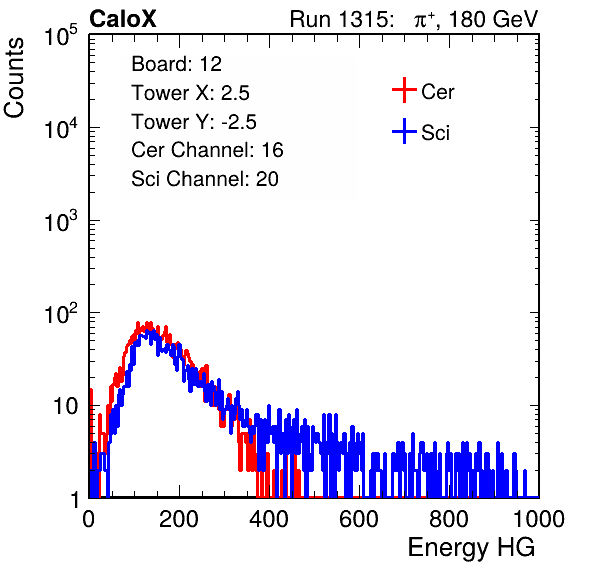 CaloX Run 1315: π⁺, 180 GeV
Board: 12
Tower X: 2.5
Tower Y: -2.5
Cer Channel: 16
Sci Channel: 20
Cer
Sci
Counts
10⁵
10⁴
10³
10²
10
1
0 200 400 600 800 1000
Energy HG